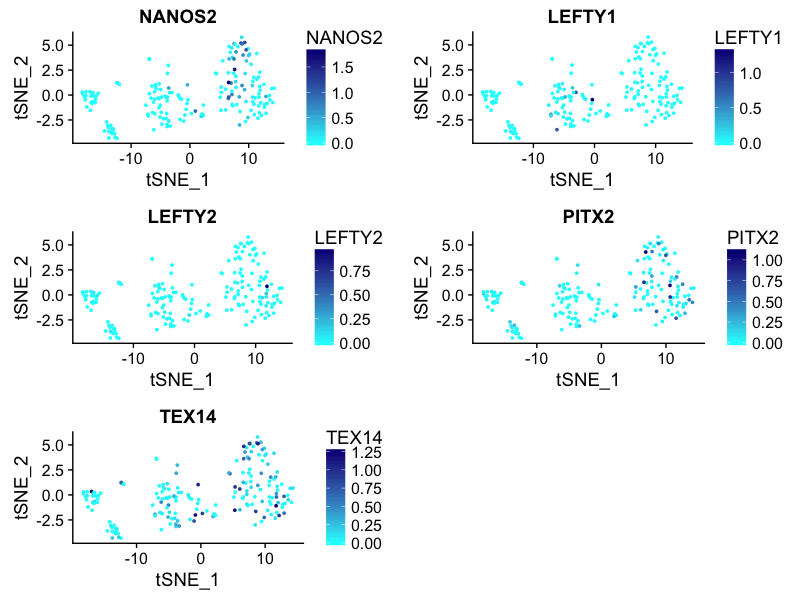 NANOS2
NANOS2
5.0
2.5
0.0
-2.5
tSNE_2
-10 0 10
tSNE_1
1.5
1.0
0.5
0.0
LEFTY1
LEFTY1
5.0
2.5
0.0
-2.5
tSNE_2
-10 0 10
tSNE_1
1.0
0.5
0.0
LEFTY2
LEFTY2
5.0
2.5
0.0
-2.5
tSNE_2
-10 0 10
tSNE_1
0.75
0.50
0.25
0.00
PITX2
PITX2
5.0
2.5
0.0
-2.5
tSNE_2
-10 0 10
tSNE_1
1.00
0.75
0.50
0.25
0.00
TEX14
TEX14
5.0
2.5
0.0
-2.5
tSNE_2
-10 0 10
tSNE_1
1.25
1.00
0.75
0.50
0.25
0.00